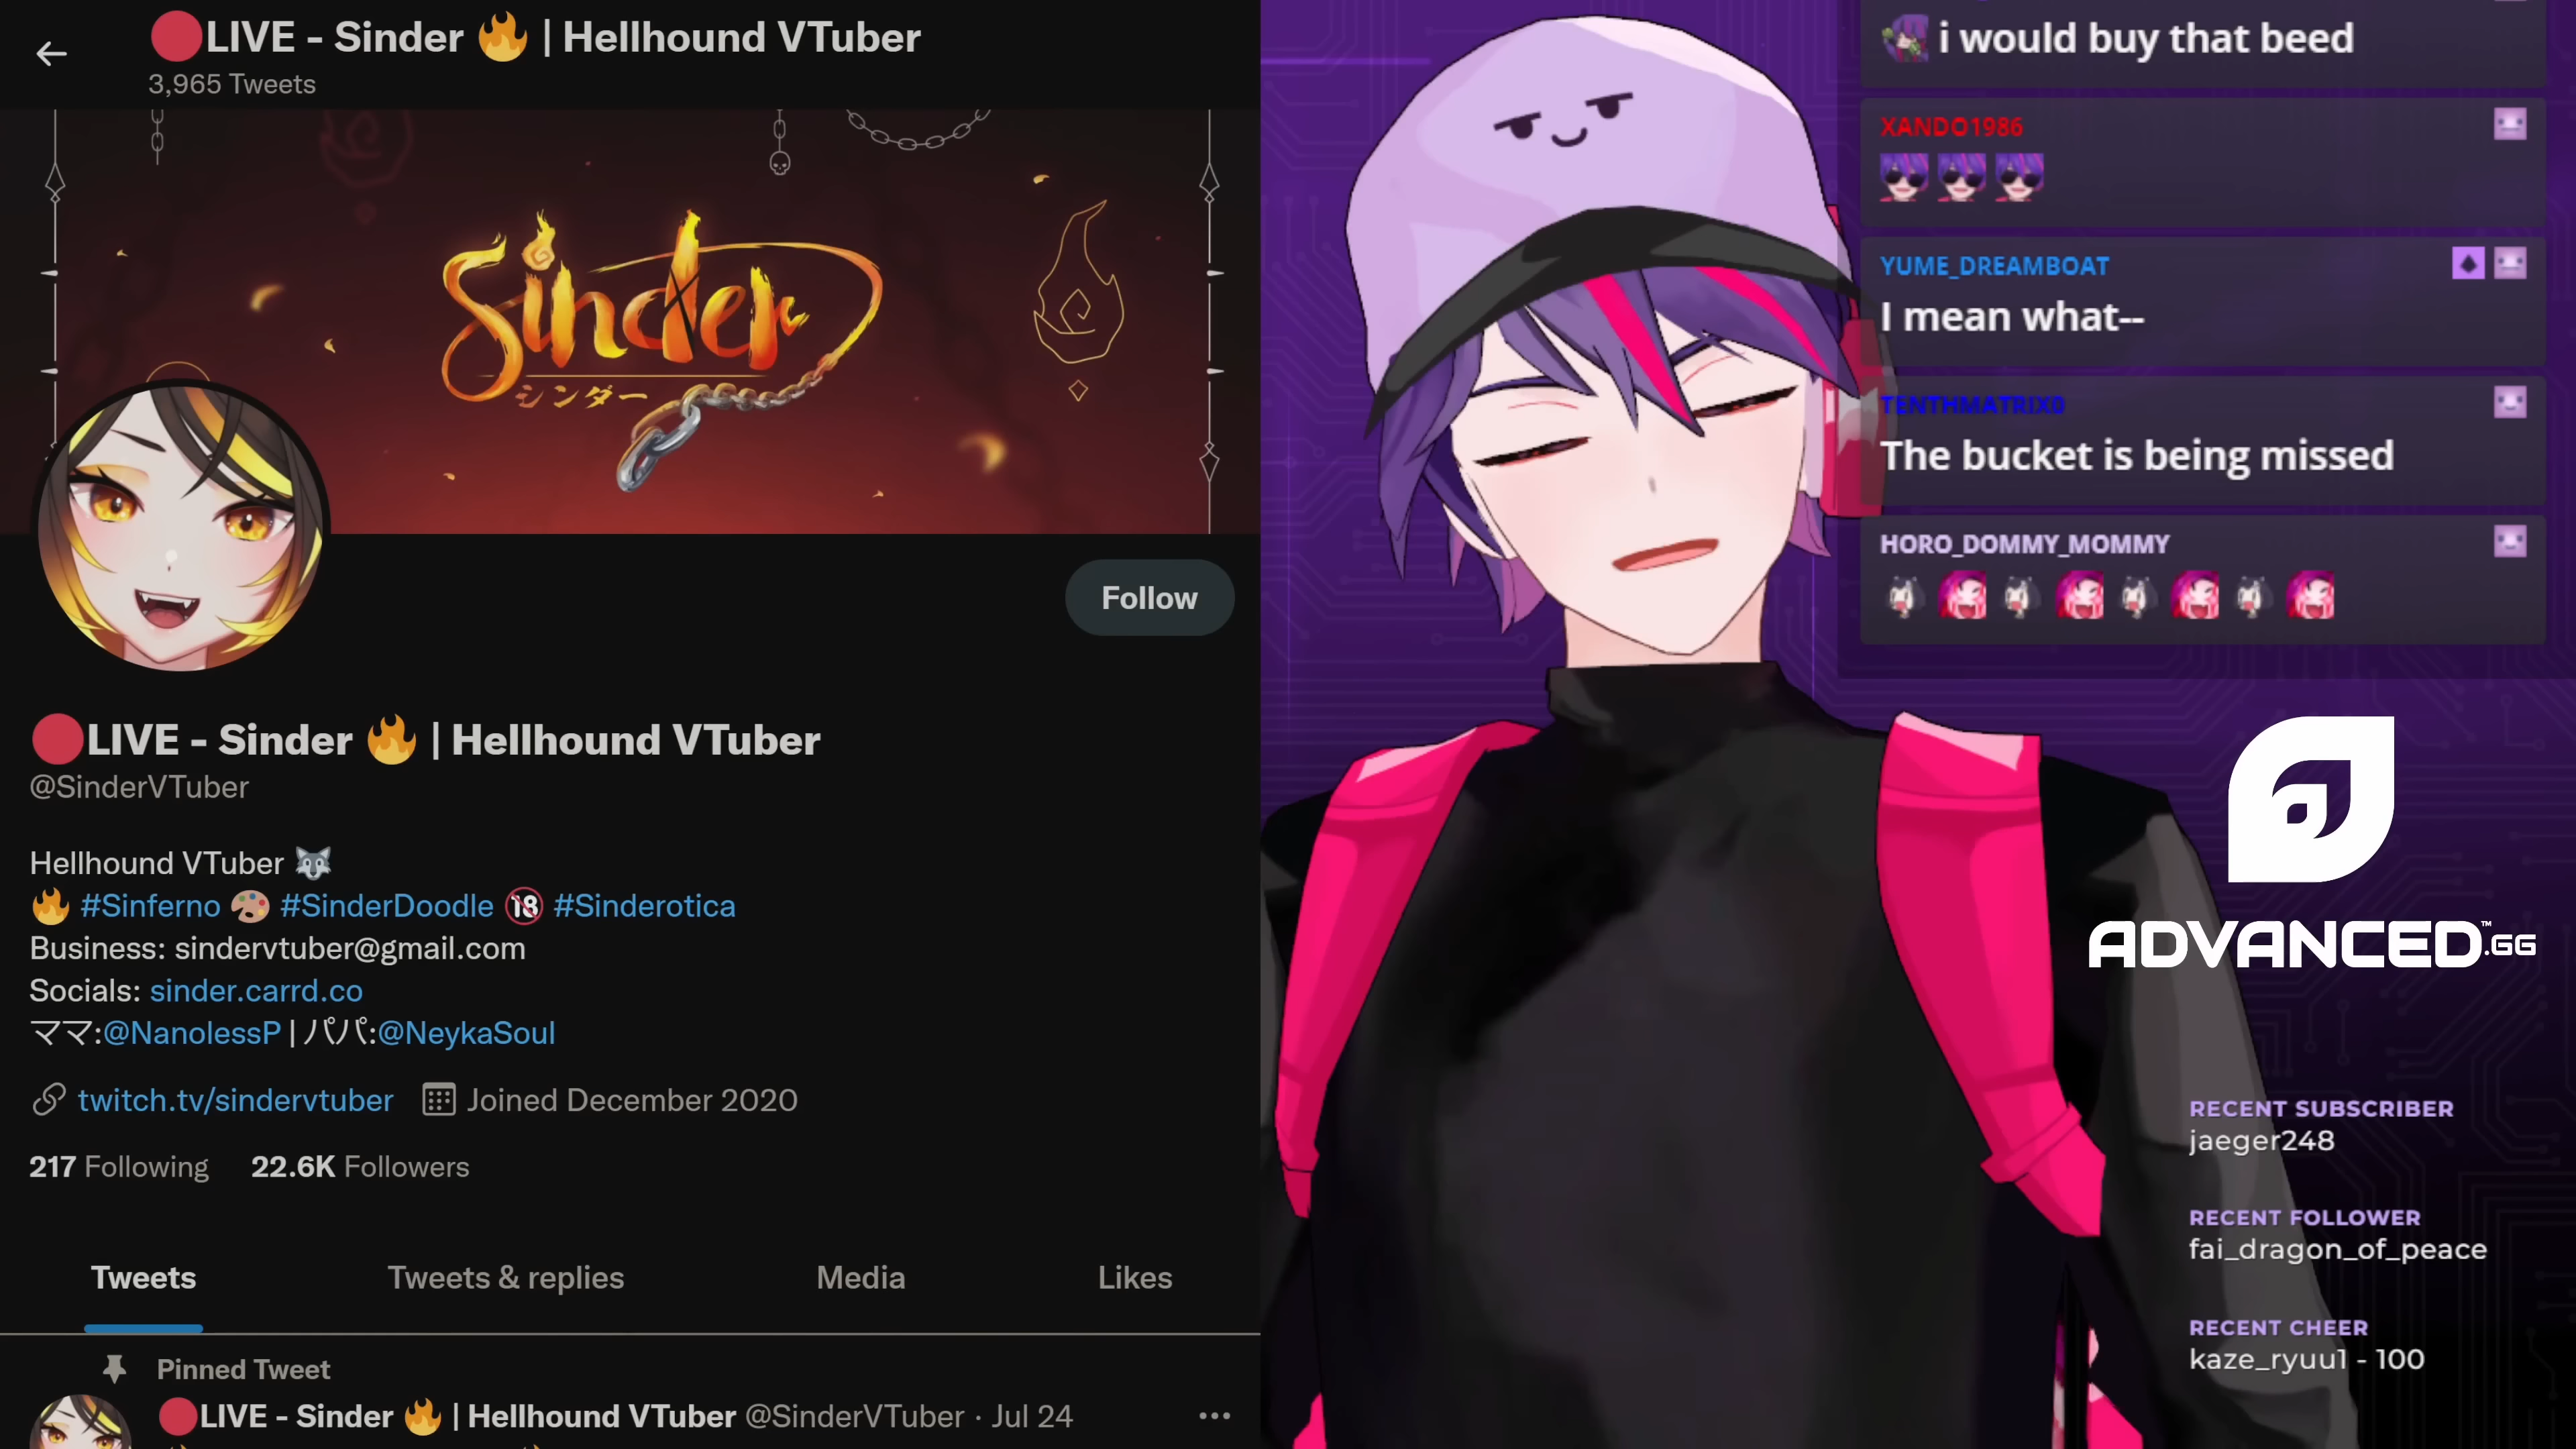 LIVE - Sinder | Hellhound VTuber
3,965 Tweets
Sinder
シンダー
Follow
LIVE - Sinder | Hellhound VTuber
@SinderVTuber
Hellhound VTuber
#Sinferno #SinderDoodle 18 #Sinderotica
Business: sindervtuber@gmail.com
Socials: sinder.carrd.co
ママ:@NanolessP | パパ:@NeykaSoul
twitch.tv/sindervtuber Joined December 2020
217 Following 22.6K Followers
Tweets Tweets & replies Media Likes
Pinned Tweet
LIVE - Sinder | Hellhound VTuber @SinderVTuber · Jul 24
i would buy that beed
XANDO1986
YUME_DREAMBOAT
I mean what--
TENTHMATRIX0
The bucket is being missed
HORO_DOMMY_MOMMY
ADVANCED™.GG
RECENT SUBSCRIBER
jaeger248
RECENT FOLLOWER
fai_dragon_of_peace
RECENT CHEER
kaze_ryuu1 - 100